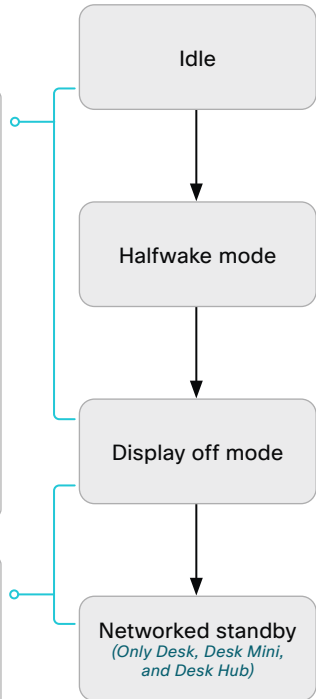 Idle
Halfwake mode
Display off mode
Networked standby
(Only Desk, Desk Mini,
and Desk Hub)